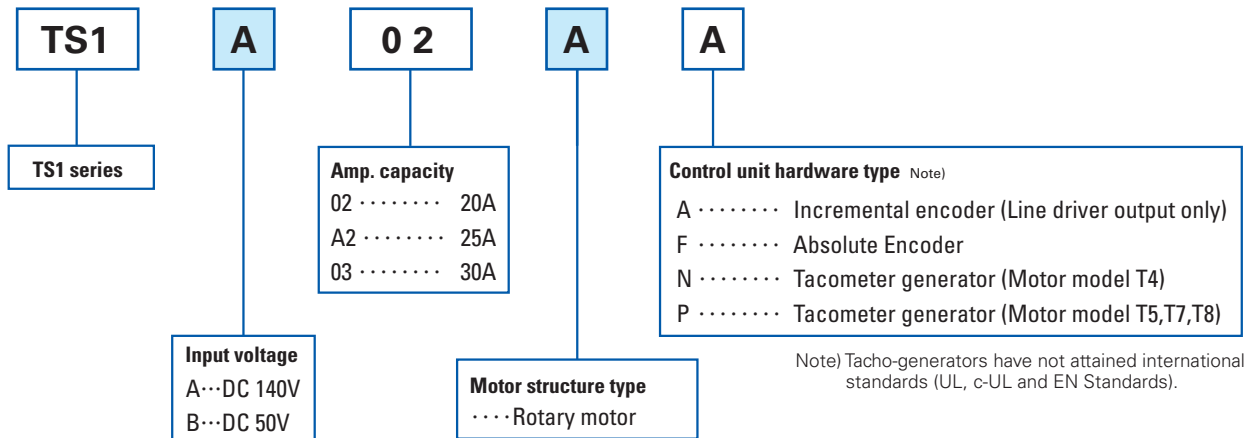 TS1 A 0 2 A A
TS1 series
Amp. capacity
02 ········ 20A
A2 ········ 25A
03 ········ 30A
Control unit hardware type Note)
A ········ Incremental encoder (Line driver output only)
F ········ Absolute Encoder
N ········ Tacometer generator (Motor model T4)
P ········ Tacometer generator (Motor model T5,T7,T8)
Note) Tacho-generators have not attained international
standards (UL, c-UL and EN Standards).
Input voltage
A···DC 140V
B···DC 50V
Motor structure type
····Rotary motor